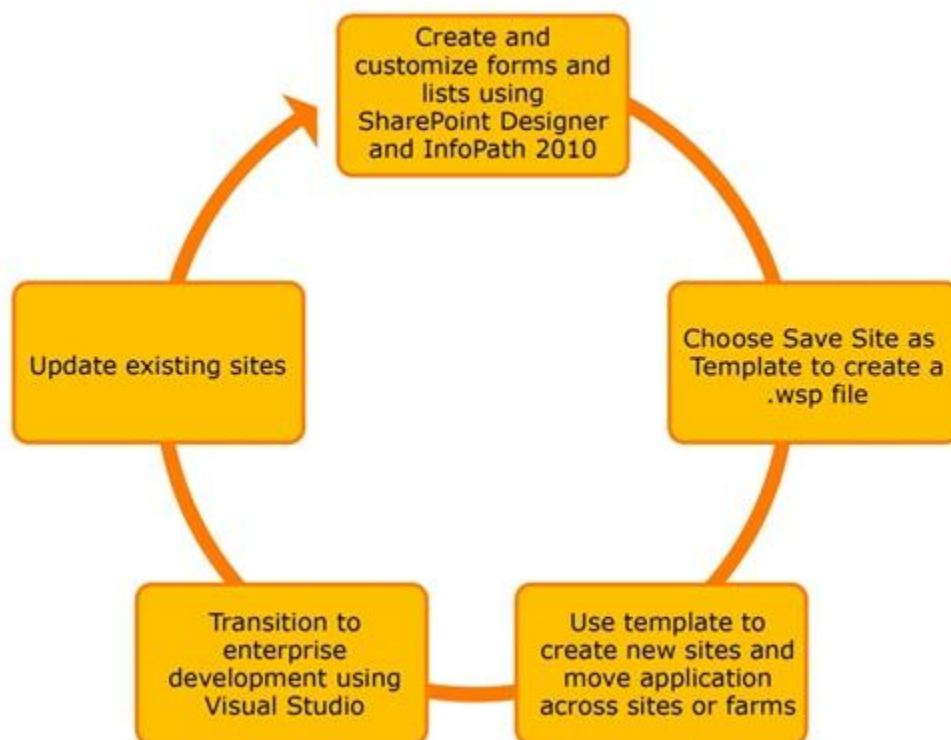 Create and
customize forms and
lists using
SharePoint Designer
and InfoPath 2010
Choose Save Site as
Template to create a
.wsp file
Use template to
create new sites and
move application
across sites or farms
Transition to
enterprise
development using
Visual Studio
Update existing sites